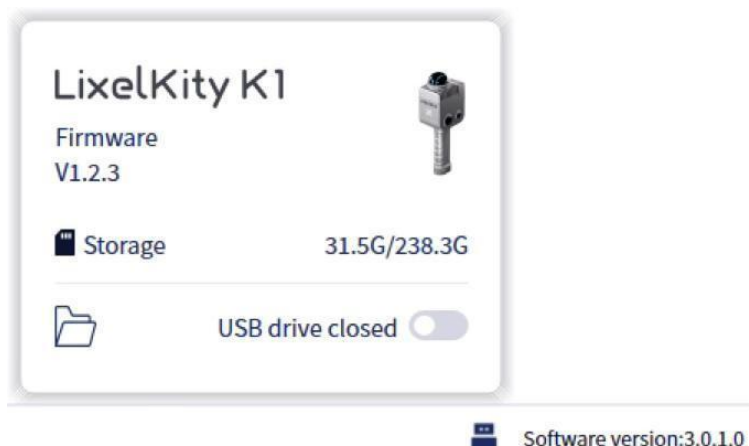 LixelKity K1
Firmware
V1.2.3
Storage 31.5G/238.3G
USB drive closed
Software version:3.0.1.0